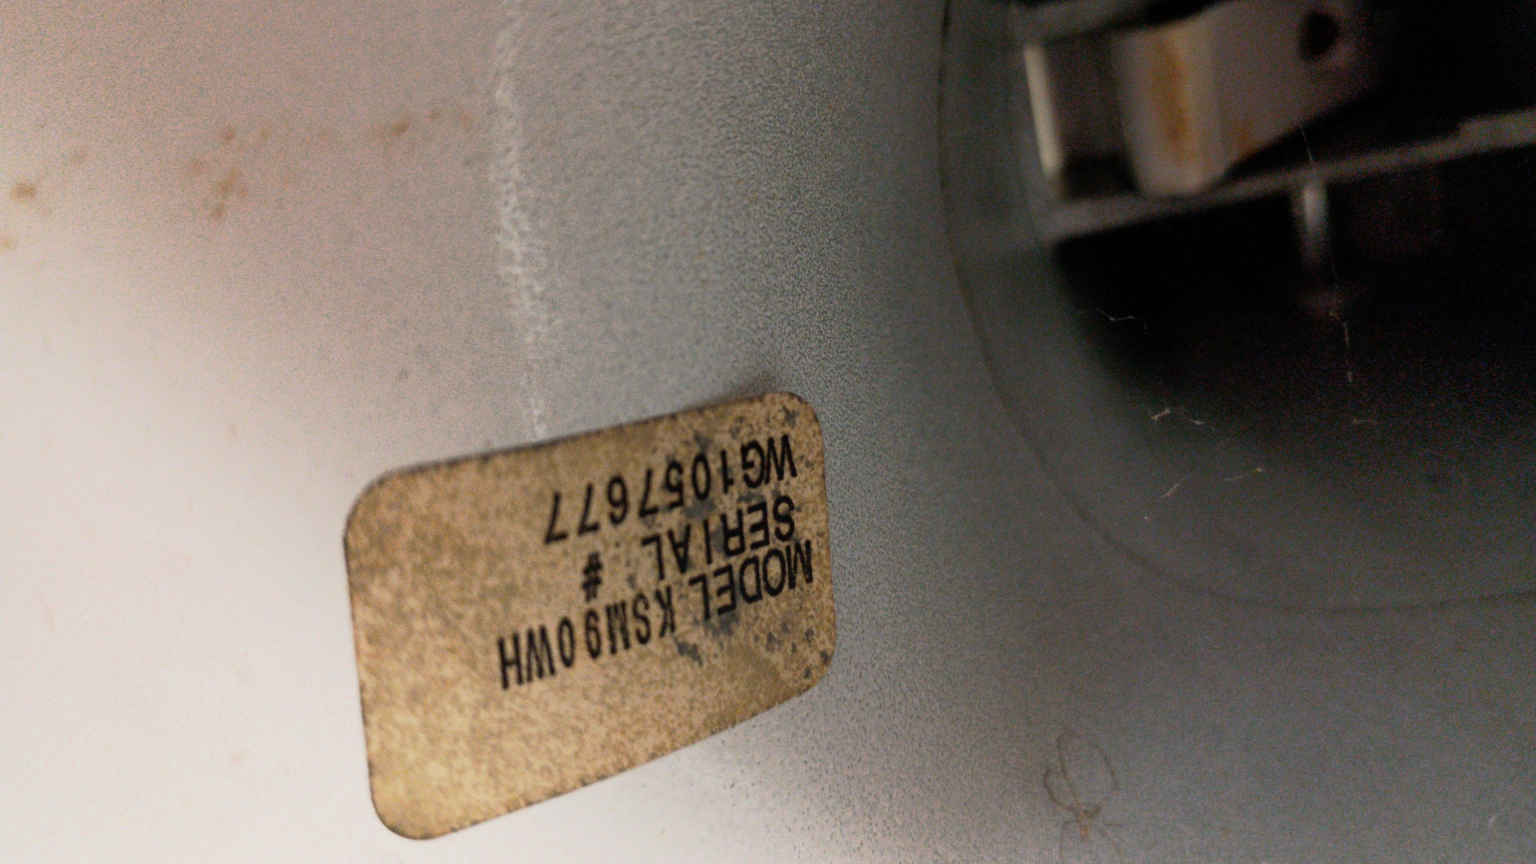 MODEL KSM90WH
SERIAL #
WG1057677